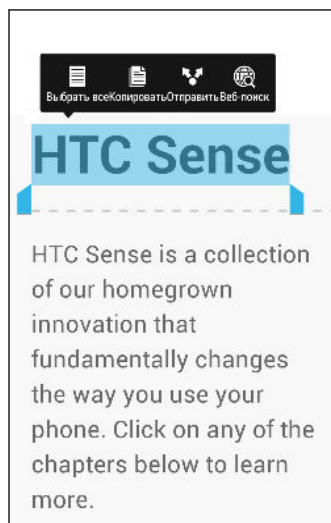 Выбрать все Копировать Отправить Веб-поиск
HTC Sense
HTC Sense is a collection
of our homegrown
innovation that
fundamentally changes
the way you use your
phone. Click on any of the
chapters below to learn
more.